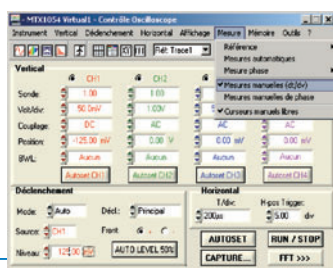 - MTX1054 Virtual1 - Contrôle Oscilloscope
Instrument Vertical Déclenchement Horizontal Affichage Mesure Mémoire Outils ?
Réf: Trace1
Référence
Mesures automatiques
Mesure phase
Mesures manuelles (dt/dv)
Mesures manuelles de phase
Curseurs manuels libres
Vertical
CH1 CH2
Sonde: 1.00 1.00
Volt/div: 50.0mV 1.00V
Couplage: DC AC AC AC
Position: -125.00 mV 0.00 V 0.00 mV 0.00 mV
BWL: Aucun Aucun Aucun Aucun
Autoset CH1 Autoset CH2 Autoset CH3 Autoset CH4
Déclenchement
Mode: Auto Décl.: Principal
Source: CH1 Front
Niveau AUTO LEVEL 50%
Horizontal
T/div: H-pos Trigger:
200µs 5.00 div
AUTOSET RUN / STOP
CAPTURE... FFT >>>